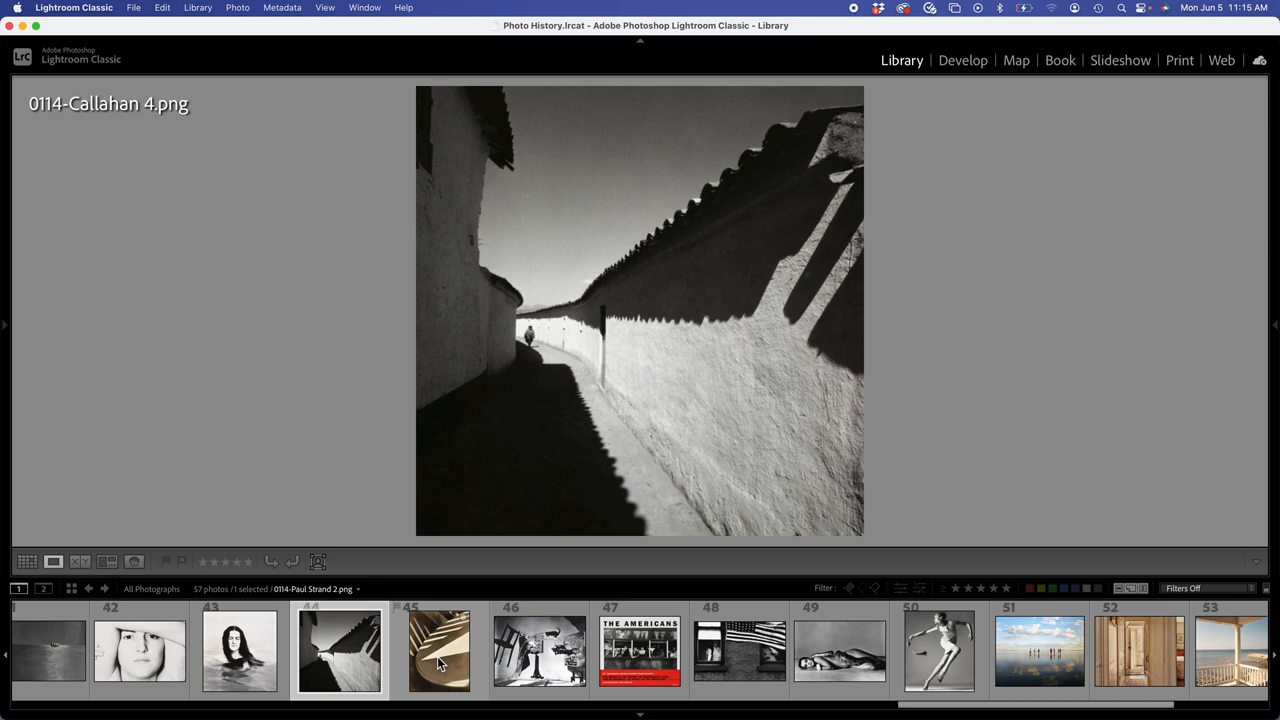 Lightroom Classic File Edit Library Photo Metadata View Window Help Mon Jun 5 11:15 AM
Photo History.lrcat - Adobe Photoshop Lightroom Classic - Library
LrC Adobe Photoshop
Lightroom Classic
Library | Develop | Map | Book | Slideshow | Print | Web
0114-Callahan 4.png
XY
1 2 All Photographs 57 photos / 1 selected / 0114-Paul Strand 2.png Filter : ≥ Filters Off
42 43 44 45 46 47 48 49 50 51 52 53
THE AMERICANS